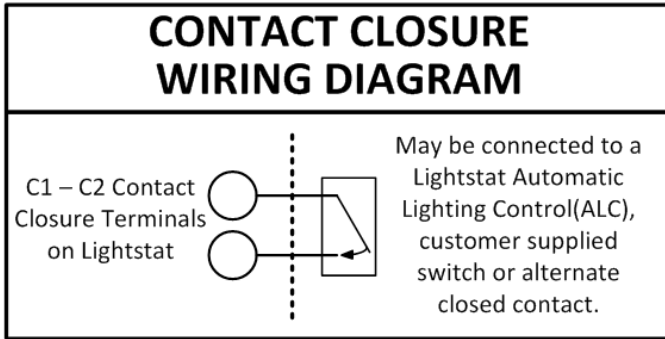 CONTACT CLOSURE
WIRING DIAGRAM
C1 – C2 Contact
Closure Terminals
on Lightstat
May be connected to a
Lightstat Automatic
Lighting Control(ALC),
customer supplied
switch or alternate
closed contact.